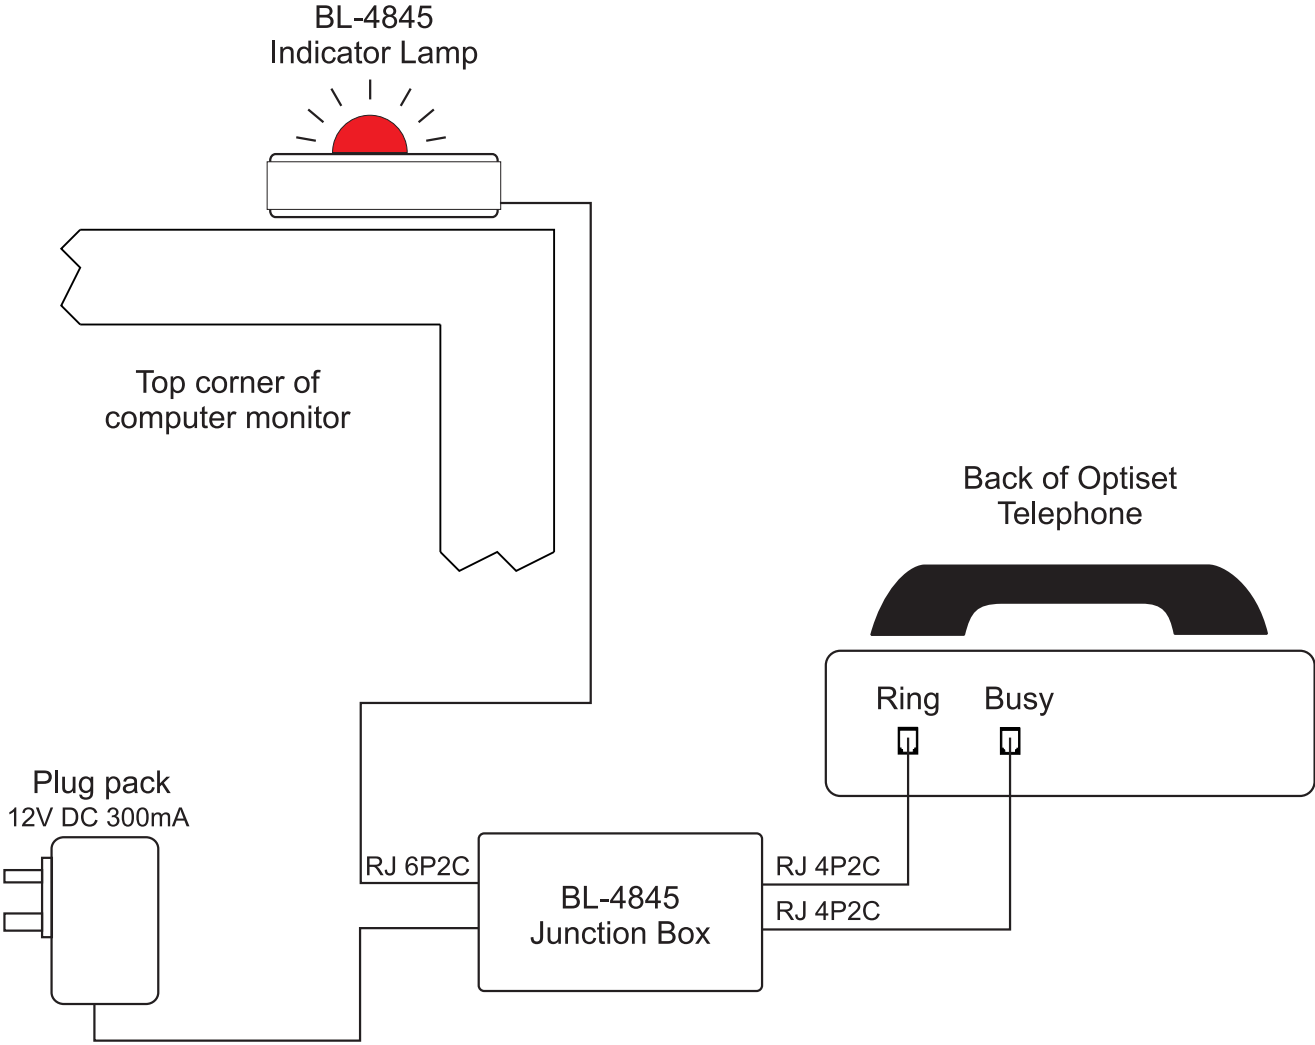 BL-4845
Indicator Lamp
Top corner of
computer monitor
Back of Optiset
Telephone
Ring
Busy
Plug pack
12V DC 300mA
RJ 6P2C
BL-4845
Junction Box
RJ 4P2C
RJ 4P2C